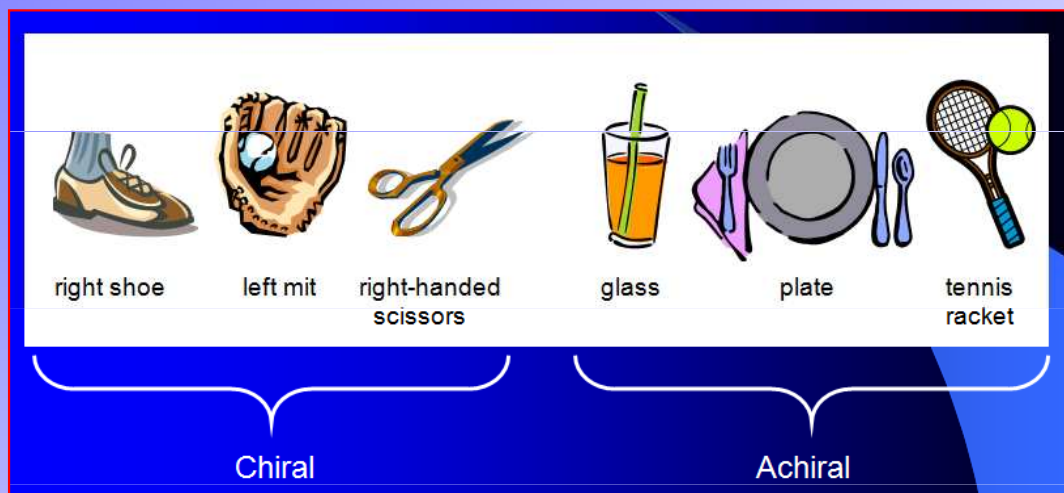 right shoe
left mit
right-handed
scissors
glass
plate
tennis
racket
Chiral
Achiral